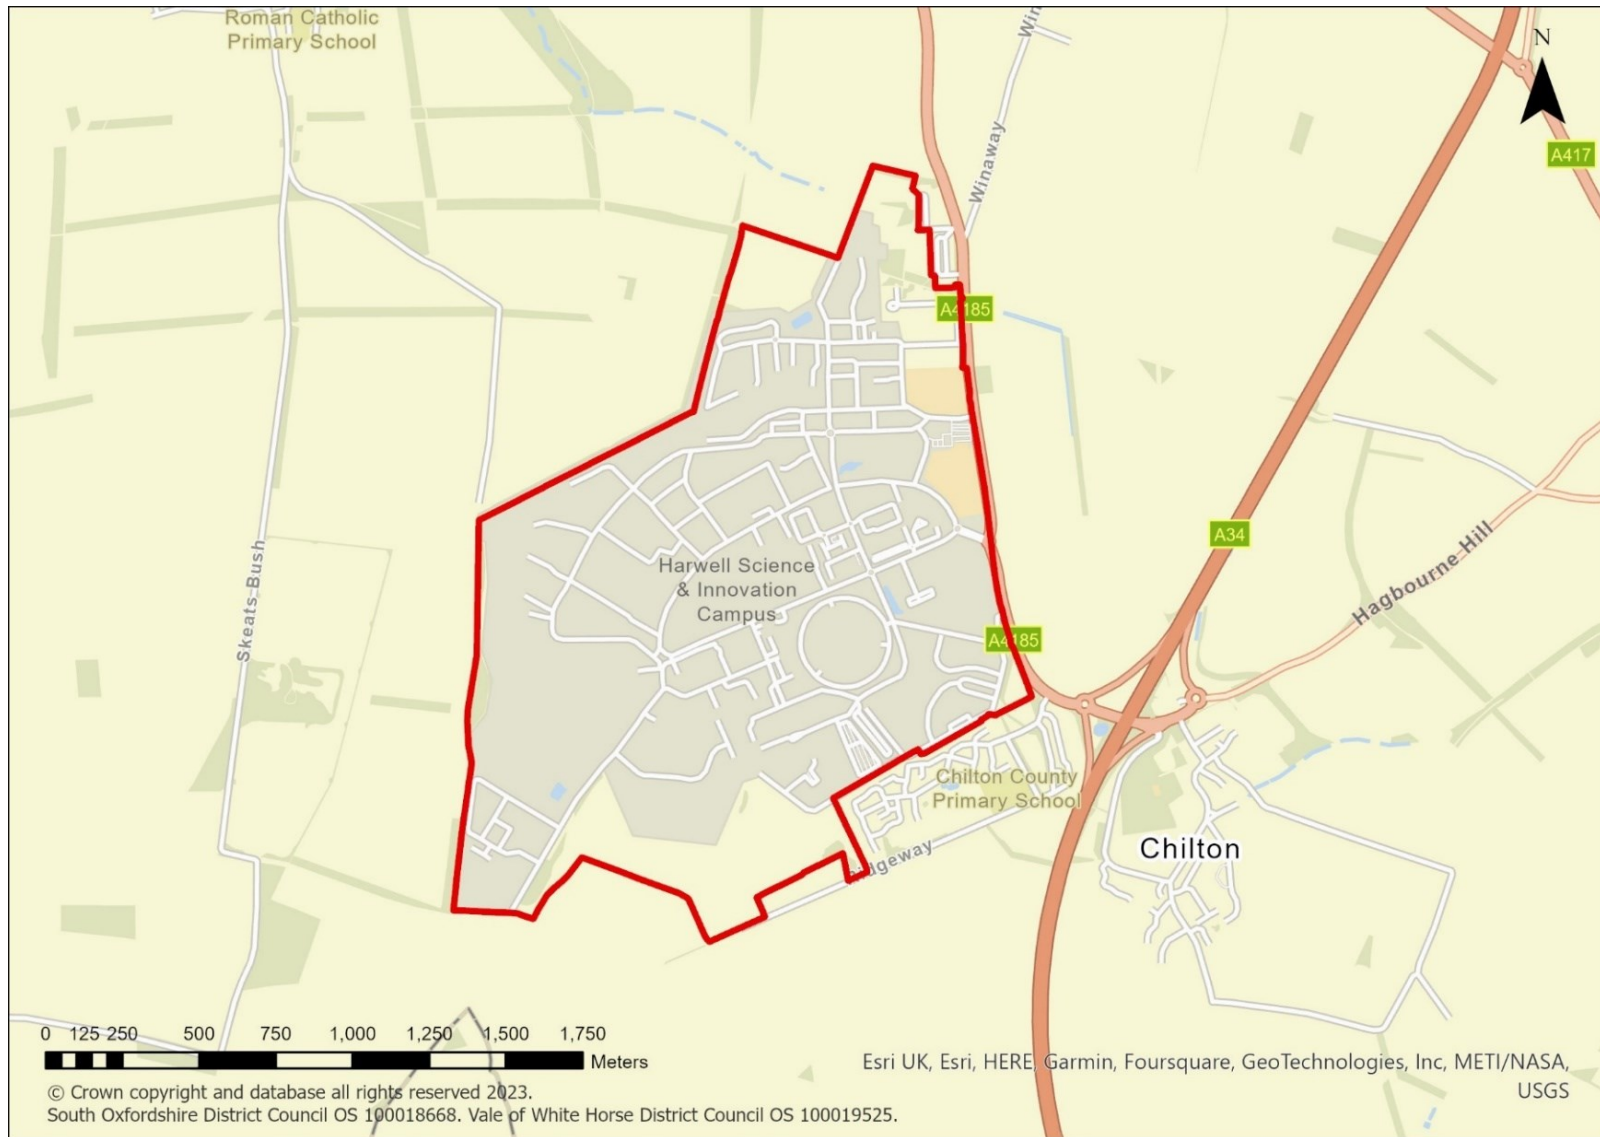 Roman Catholic
Primary School
Win
N
A417
Winaway
A4185
A34
Skeats Bush
Harwell Science
& Innovation
Campus
Hagbourne Hill
A4185
Chilton County
Primary School
Chilton
Ridgeway
0 125 250 500 750 1,000 1,250 1,500 1,750
Meters
Esri UK, Esri, HERE, Garmin, Foursquare, GeoTechnologies, Inc, METI/NASA,
USGS
© Crown copyright and database all rights reserved 2023.
South Oxfordshire District Council OS 100018668. Vale of White Horse District Council OS 100019525.